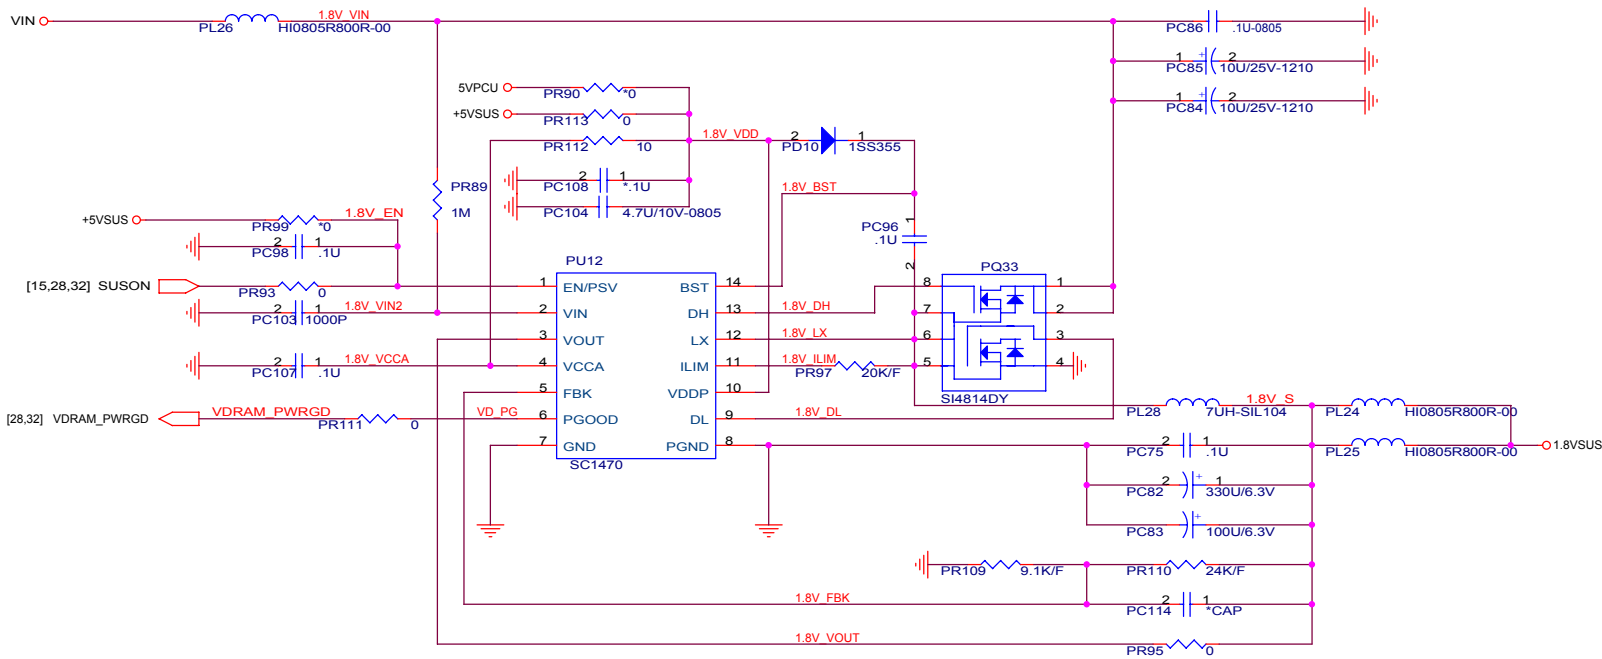 VIN
PL26
1.8V_VIN
HI0805R800R-00
PC86
.1U-0805
1
+
2
PC85
10U/25V-1210
1
+
2
PC84
10U/25V-1210
5VPCU
PR90
*0
+5VSUS
PR113
0
PR112
10
1.8V_VDD
2
1
PD10
1SS355
2
1
PC108
*.1U
PC104
4.7U/10V-0805
PR89
1M
1.8V_BST
1
PC96
.1U
2
+5VSUS
1.8V_EN
PR99
*0
2
1
PC98
.1U
[15,28,32] SUSON
PR93
0
2
1
PC103
1000P
1.8V_VIN2
2
1
PC107
.1U
1.8V_VCCA
[28,32] VDRAM_PWRGD
VDRAM_PWRGD
PR111
0
VD_PG
PU12
1
EN/PSV
2
VIN
3
VOUT
4
VCCA
5
FBK
6
PGOOD
7
GND
BST
14
DH
13
LX
12
ILIM
11
VDDP
10
DL
9
PGND
8
SC1470
1.8V_DH
1.8V_LX
1.8V_ILIM
PR97
20K/F
1.8V_DL
PQ33
8
7
6
5
1
2
3
4
SI4814DY
PL28
7UH-SIL104
1.8V_S
PL24
HI0805R800R-00
PL25
HI0805R800R-00
1.8VSUS
2
1
PC75
.1U
2
+
1
PC82
330U/6.3V
+
PC83
100U/6.3V
PR109
9.1K/F
PR110
24K/F
1.8V_FBK
2
1
PC114
*CAP
1.8V_VOUT
PR95
0